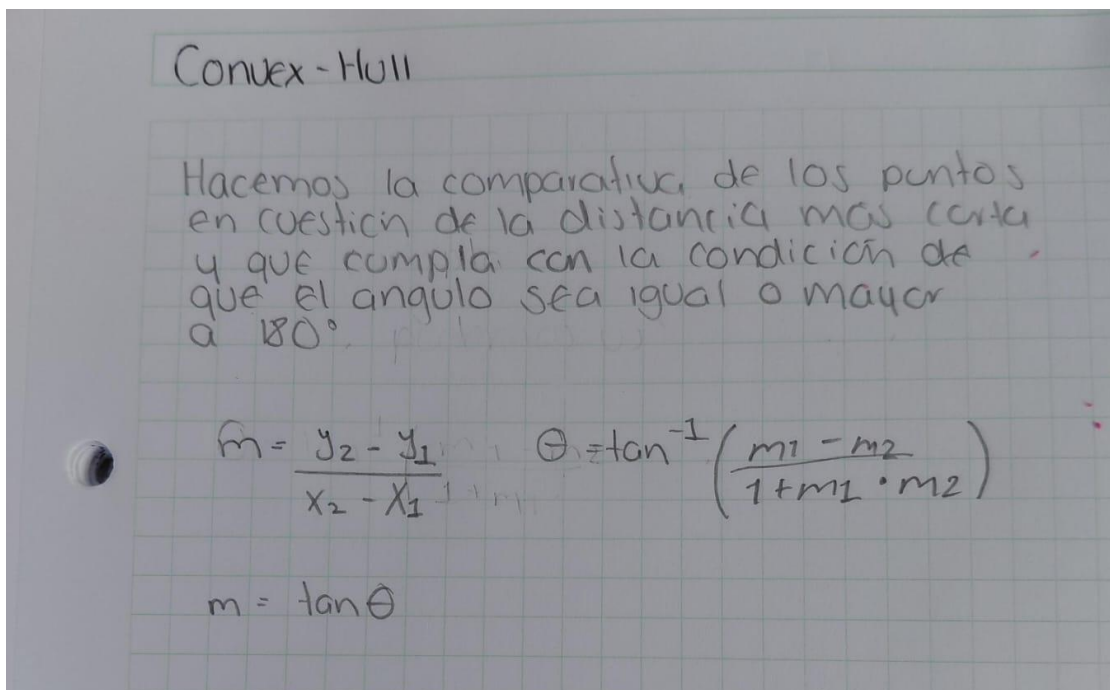 Convex-Hull
Hacemos la comparativa de los puntos
en cuestion de la distancia mas corta
y que cumpla con la condición de
que el angulo sea igual o mayor
a 180°
m = y2 - y1 / x2 - x1    θ = tan^-1 (m1 - m2 / 1 + m1 · m2)
m = tanθ